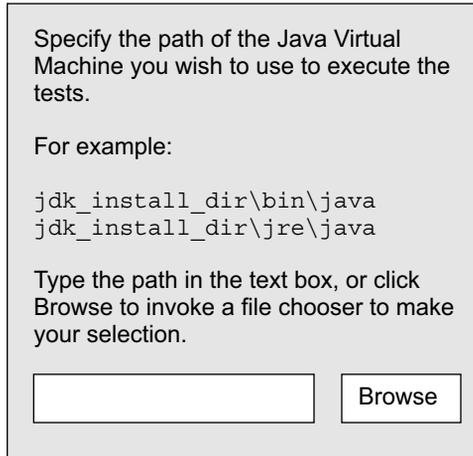 Specify the path of the Java Virtual
Machine you wish to use to execute the
tests.
For example:
jdk_install_dir\bin\java
jdk_install_dir\jre\java
Type the path in the text box, or click
Browse to invoke a file chooser to make
your selection.
Browse